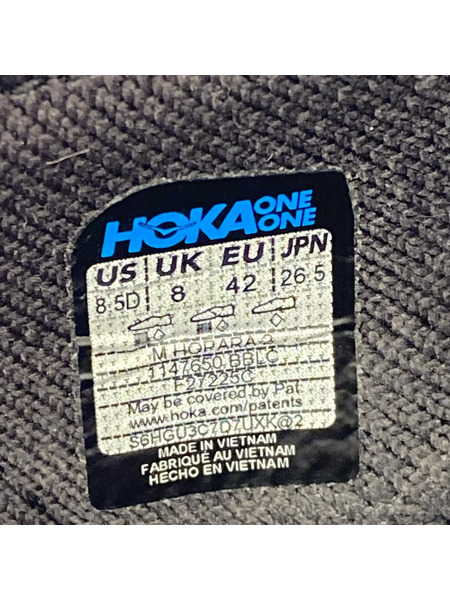 HOKA ONE ONE
US UK EU JPN
8.5D 8 42 26.5
M HOPARA 2
1147650 BBLC
F27225C
May be covered by Pat.
www.hoka.com/patents
S6HGU3C7D7UXK@2
MADE IN VIETNAM
FABRIQUÉ AU VIETNAM
HECHO EN VIETNAM